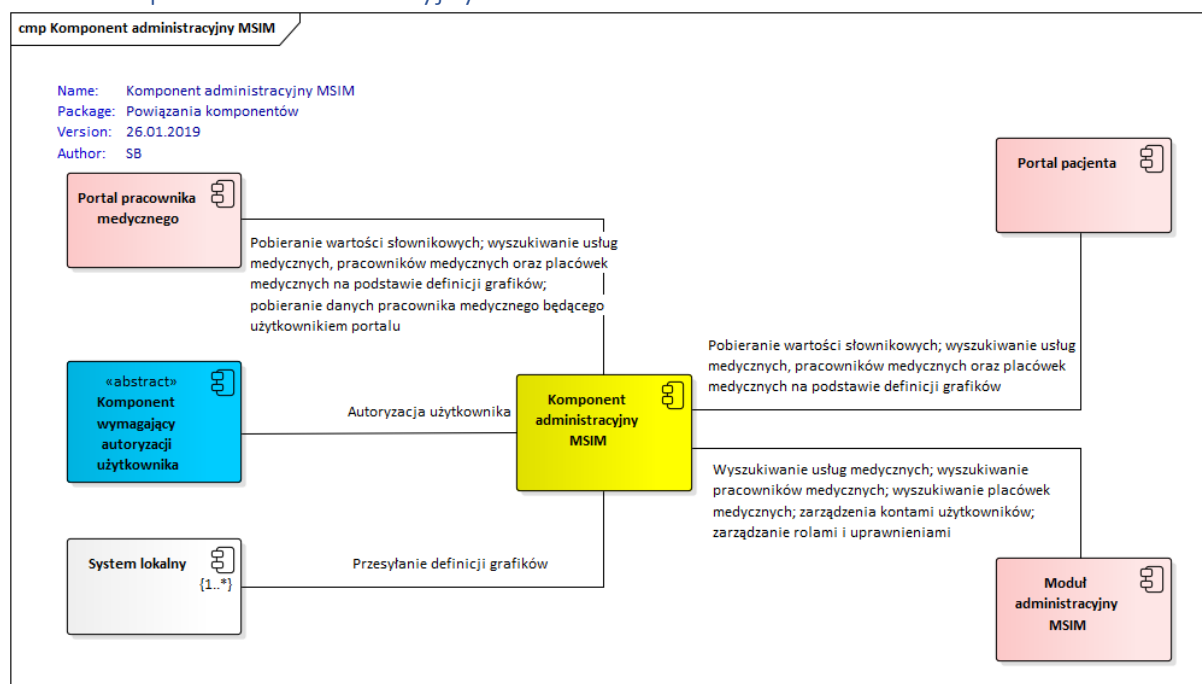 cmp Komponent administracyjny MSIM
Name: Komponent administracyjny MSIM
Package: Powiązania komponentów
Version: 26.01.2019
Author: SB
Portal pracownika
medycznego
Pobieranie wartości słownikowych; wyszukiwanie usług
medycznych, pracowników medycznych oraz placówek
medycznych na podstawie definicji grafików;
pobieranie danych pracownika medycznego będącego
użytkownikiem portalu
Portal pacjenta
Pobieranie wartości słownikowych; wyszukiwanie usług
medycznych, pracowników medycznych oraz placówek
medycznych na podstawie definicji grafików
«abstract»
Komponent
wymagający
autoryzacji
użytkownika
Autoryzacja użytkownika
Komponent
administracyjny
MSIM
Wyszukiwanie usług medycznych; wyszukiwanie
pracowników medycznych; wyszukiwanie placówek
medycznych; zarządzenia kontami użytkowników;
zarządzanie rolami i uprawnieniami
System lokalny
{1..*}
Przesyłanie definicji grafików
Moduł
administracyjny
MSIM